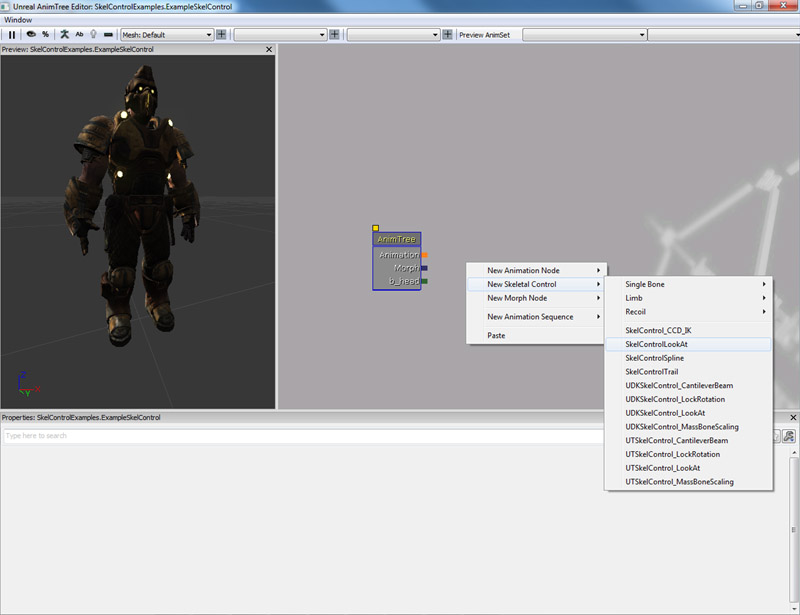 Unreal AnimTree Editor: SkelControlExamples.ExampleSkelControl
Window
% Ab Mesh: Default Preview AnimSet
Preview: SkelControlExamples.ExampleSkelControl
AnimTree
Animation
Morph
b_head
New Animation Node
New Skeletal Control
New Morph Node
New Animation Sequence
Paste
Single Bone
Limb
Recoil
SkelControl_CCD_IK
SkelControlLookAt
SkelControlSpline
SkelControlTrail
UDKSkelControl_CantileverBeam
UDKSkelControl_LockRotation
UDKSkelControl_LookAt
UDKSkelControl_MassBoneScaling
UTSkelControl_CantileverBeam
UTSkelControl_LockRotation
UTSkelControl_LookAt
UTSkelControl_MassBoneScaling
Z
X
Y
Properties: SkelControlExamples.ExampleSkelControl
Type here to search